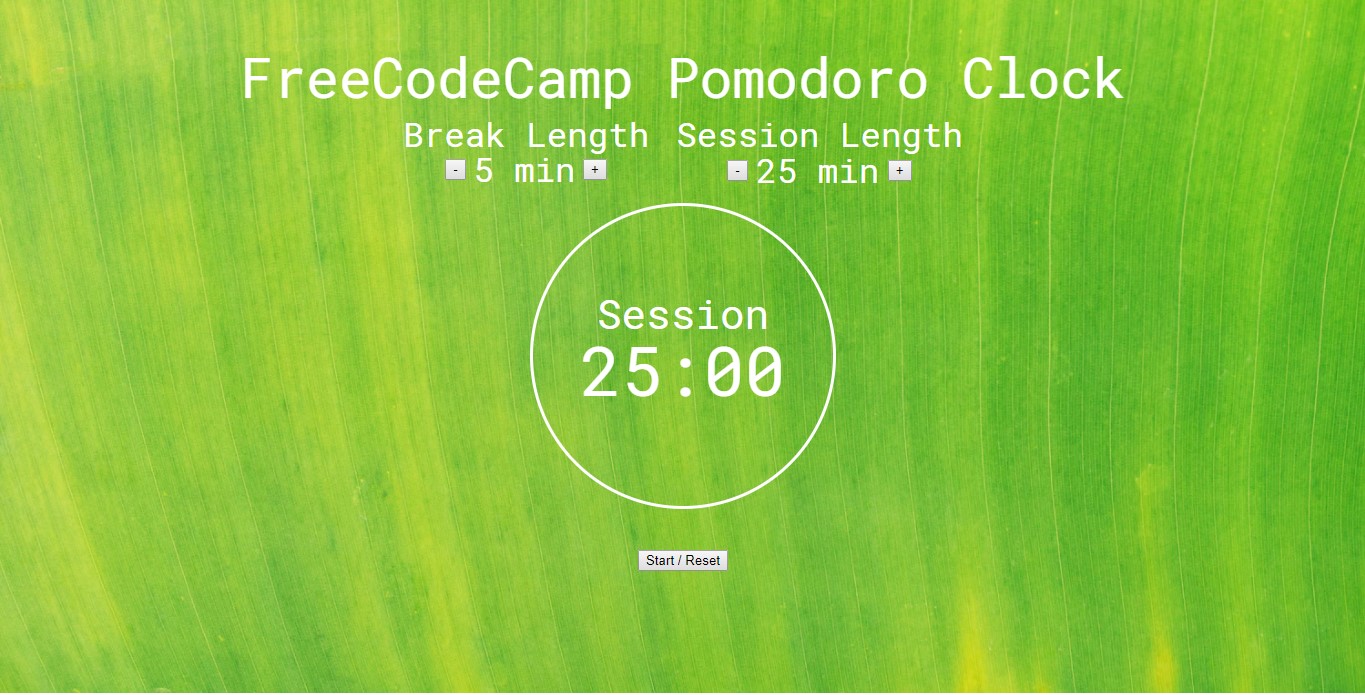 FreeCodeCamp Pomodoro Clock
Break Length Session Length
- 5 min + - 25 min +
Session
25:00
Start / Reset